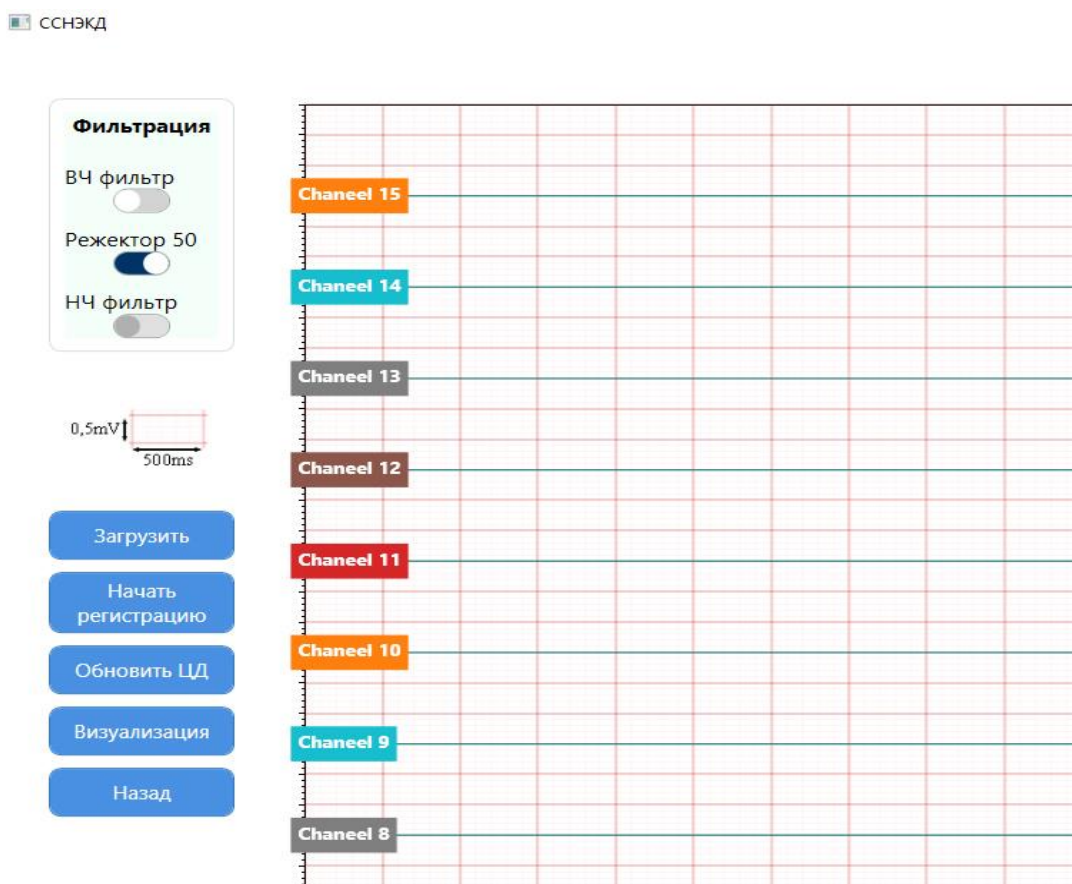 ССНЭКД
Фильтрация
ВЧ фильтр
Режектор 50
НЧ фильтр
0,5mV
500ms
Загрузить
Начать
регистрацию
Обновить ЦД
Визуализация
Назад
Chaneel 15
Chaneel 14
Chaneel 13
Chaneel 12
Chaneel 11
Chaneel 10
Chaneel 9
Chaneel 8